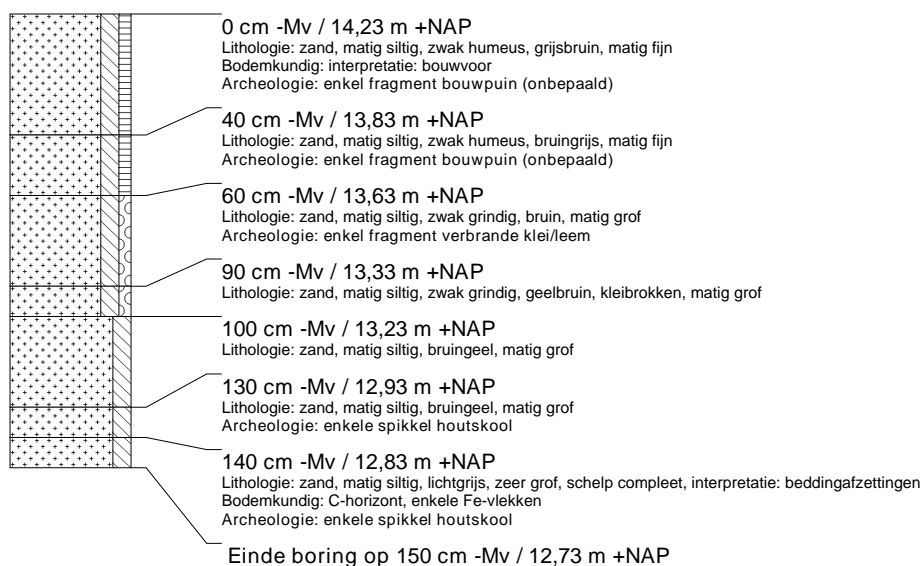 0 cm -Mv / 14,23 m +NAP
Lithologie: zand, matig siltig, zwak humeus, grijsbruin, matig fijn
Bodemkundig: interpretatie: bouwvoor
Archeologie: enkel fragment bouwpuin (onbepaald)
40 cm -Mv / 13,83 m +NAP
Lithologie: zand, matig siltig, zwak humeus, bruingrijs, matig fijn
Archeologie: enkel fragment bouwpuin (onbepaald)
60 cm -Mv / 13,63 m +NAP
Lithologie: zand, matig siltig, zwak grindig, bruin, matig grof
Archeologie: enkel fragment verbrande klei/leem
90 cm -Mv / 13,33 m +NAP
Lithologie: zand, matig siltig, zwak grindig, geelbruin, kleibrokken, matig grof
100 cm -Mv / 13,23 m +NAP
Lithologie: zand, matig siltig, bruingeel, matig grof
130 cm -Mv / 12,93 m +NAP
Lithologie: zand, matig siltig, bruingeel, matig grof
Archeologie: enkele spikkel houtskool
140 cm -Mv / 12,83 m +NAP
Lithologie: zand, matig siltig, lichtgrijs, zeer grof, schelp compleet, interpretatie: beddingafzettingen
Bodemkundig: C-horizont, enkele Fe-vlekken
Archeologie: enkele spikkel houtskool
Einde boring op 150 cm -Mv / 12,73 m +NAP